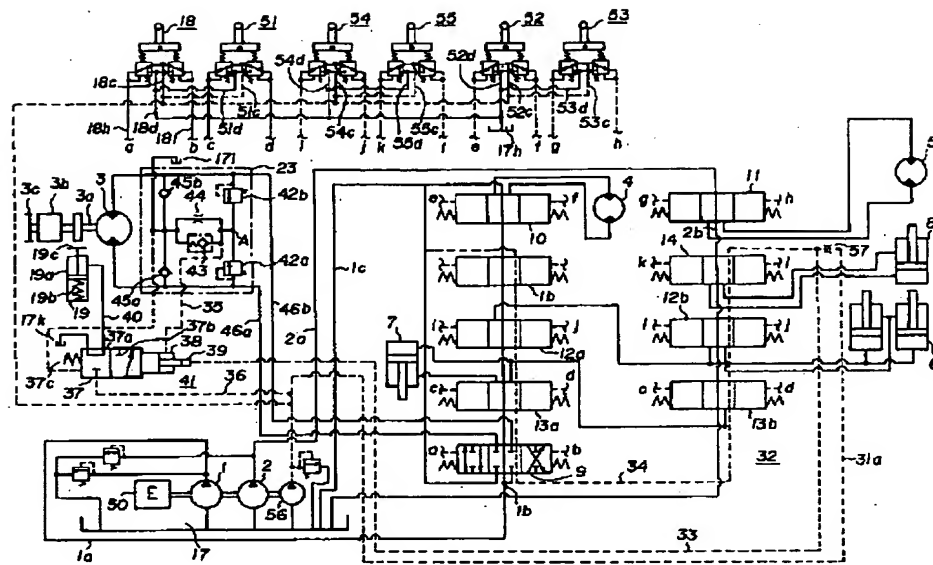 18 51 54 55 52 53
18c 54d 52d
51c 54c 55c 52c 53d
18d 51d 55d 53c
18h 18f 17h
a b c d i j k l e f g h
171 23
3c 3b 3a 3 45b 44 42b
A
19c 43 42a
19a 45a
19b 35 46b
19 40 46a 2a 1c
17k 37a 37b 38
39
37c 37 41
36
e f 4 g h 11 5
10 2b
14 k l 57 8
1b
i j 12b i j
12a
7 6
c d c d
13a 13b
a b 32 31a
9 34
1b
33
50 E 1 2 56
1a 17